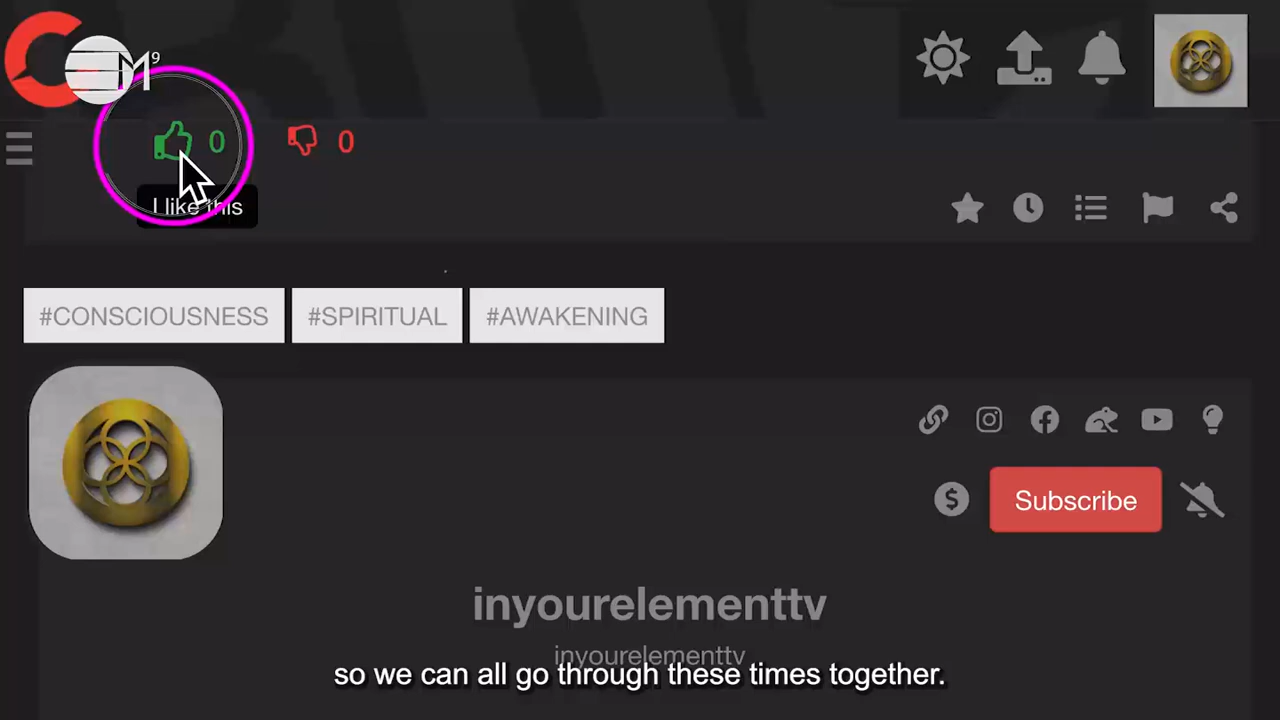 M9
0 0
I like this
#CONSCIOUSNESS #SPIRITUAL #AWAKENING
Subscribe
inyourelementtv
inyourelementtv
so we can all go through these times together.